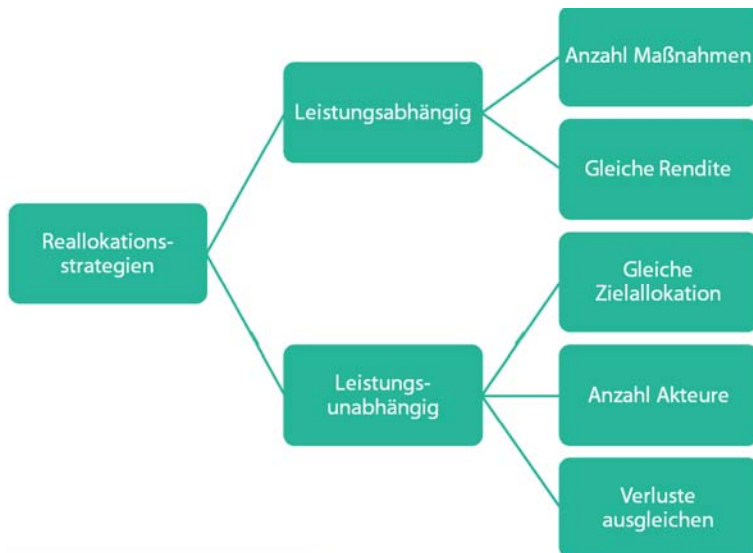 Anzahl Maßnahmen
Leistungsabhängig
Gleiche Rendite
Reallokations-
strategien
Gleiche
Zielallokation
Leistungs-
unabhängig
Anzahl Akteure
Verluste
ausgleichen